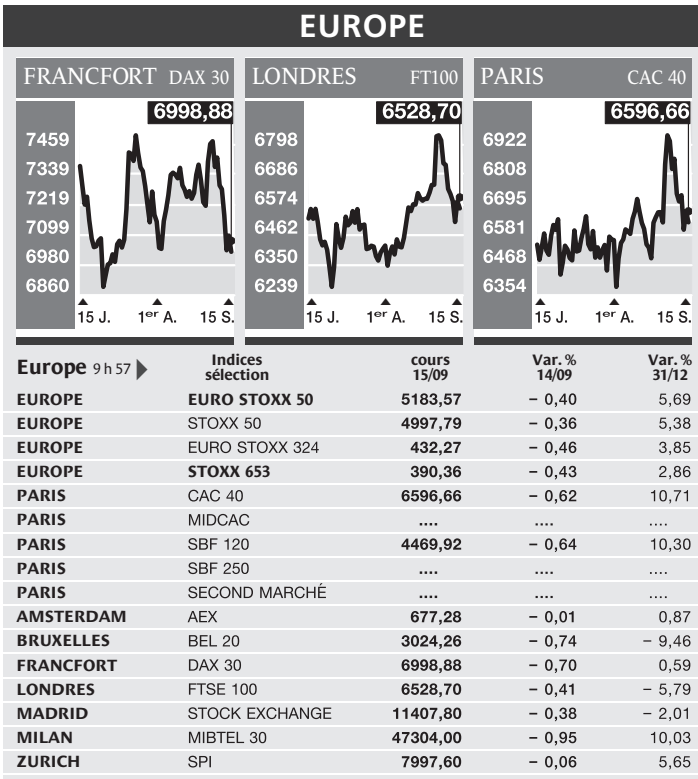 EUROPE
FRANCFORT DAX 30
6998,88
7459
7339
7219
7099
6980
6860
15 J. 1er A. 15 S.
LONDRES FT100
6528,70
6798
6686
6574
6462
6350
6239
15 J. 1er A. 15 S.
PARIS CAC 40
6596,66
6922
6808
6695
6581
6468
6354
15 J. 1er A. 15 S.
Europe 9 h 57 Indices sélection cours 15/09 Var. % 14/09 Var. % 31/12
EUROPE EURO STOXX 50 5183,57 – 0,40 5,69
EUROPE STOXX 50 4997,79 – 0,36 5,38
EUROPE EURO STOXX 324 432,27 – 0,46 3,85
EUROPE STOXX 653 390,36 – 0,43 2,86
PARIS CAC 40 6596,66 – 0,62 10,71
PARIS MIDCAC .... .... ....
PARIS SBF 120 4469,92 – 0,64 10,30
PARIS SBF 250 .... .... ....
PARIS SECOND MARCHÉ .... .... ....
AMSTERDAM AEX 677,28 – 0,01 0,87
BRUXELLES BEL 20 3024,26 – 0,74 – 9,46
FRANCFORT DAX 30 6998,88 – 0,70 0,59
LONDRES FTSE 100 6528,70 – 0,41 – 5,79
MADRID STOCK EXCHANGE 11407,80 – 0,38 – 2,01
MILAN MIBTEL 30 47304,00 – 0,95 10,03
ZURICH SPI 7997,60 – 0,06 5,65